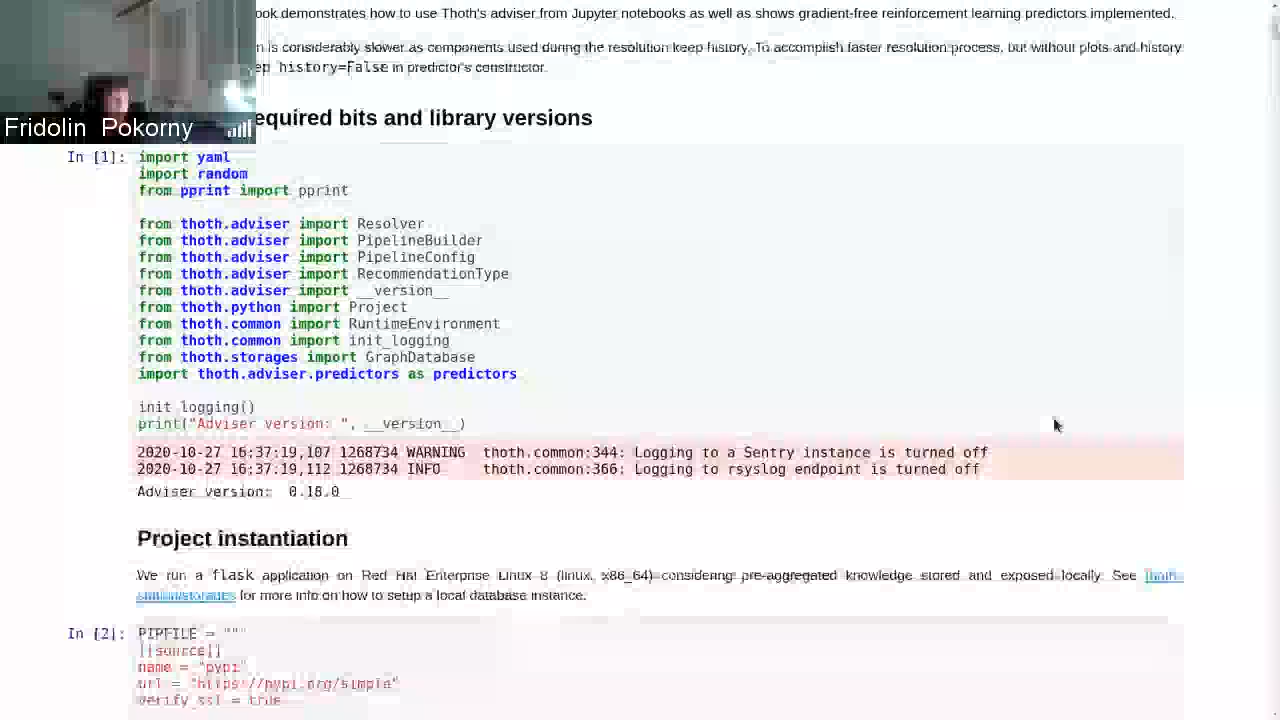 ook demonstrates how to use Thoth's adviser from Jupyter notebooks as well as shows gradient-free reinforcement learning predictors implemented.
n is considerably slower as components used during the resolution keep history. To accomplish faster resolution process, but without plots and history
ep history=False in predictor's constructor.
Fridolin Pokorny
equired bits and library versions
In [1]: import yaml
import random
from pprint import pprint
from thoth.adviser import Resolver
from thoth.adviser import PipelineBuilder
from thoth.adviser import PipelineConfig
from thoth.adviser import RecommendationType
from thoth.adviser import __version__
from thoth.python import Project
from thoth.common import RuntimeEnvironment
from thoth.common import init_logging
from thoth.storages import GraphDatabase
import thoth.adviser.predictors as predictors
init_logging()
print("Adviser version: ", __version__)
2020-10-27 16:37:19,107 1268734 WARNING  thoth.common:344: Logging to a Sentry instance is turned off
2020-10-27 16:37:19,112 1268734 INFO     thoth.common:366: Logging to rsyslog endpoint is turned off
Adviser version:  0.18.0
Project instantiation
We run a flask application on Red Hat Enterprise Linux 8 (linux, x86_64) considering pre-aggregated knowledge stored and exposed locally. See
for more info on how to setup a local database instance.
In [2]: PIPFILE = """
[[source]]
name = "pypi"
url = "https://pypi.org/simple"
verify_ssl = true